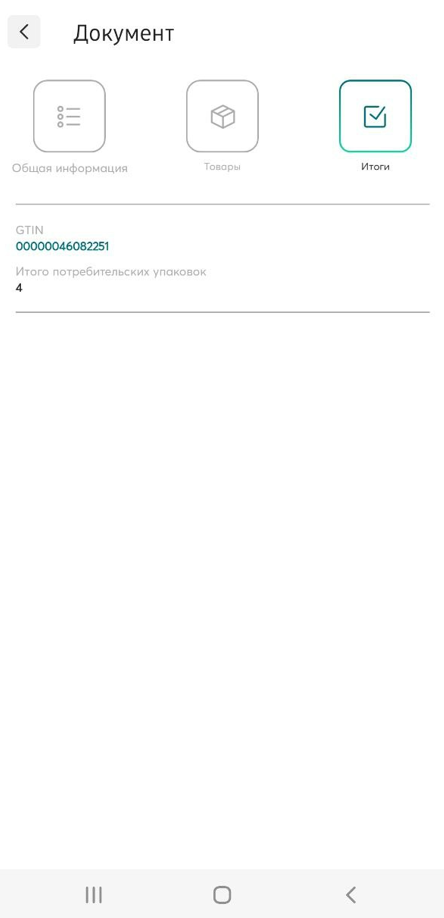 Документ
Общая информация
Товары
Итоги
GTIN
00000046082251
Итого потребительских упаковок
4